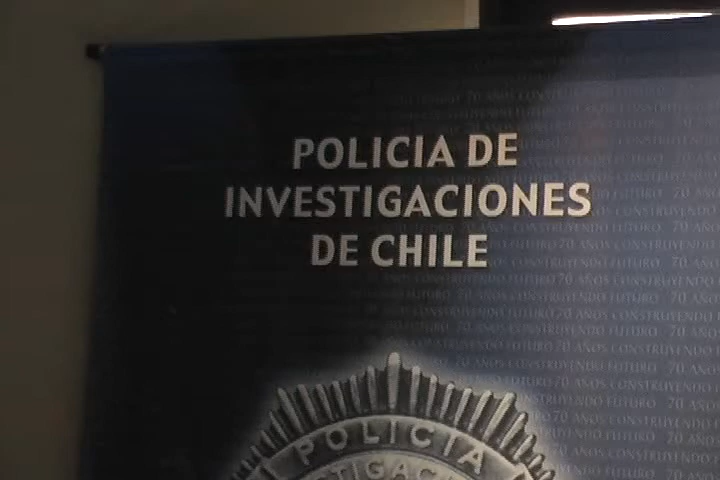 POLICIA DE
INVESTIGACIONES
DE CHILE
70 AÑOS CONSTRUYENDO FUTURO
POLICIA